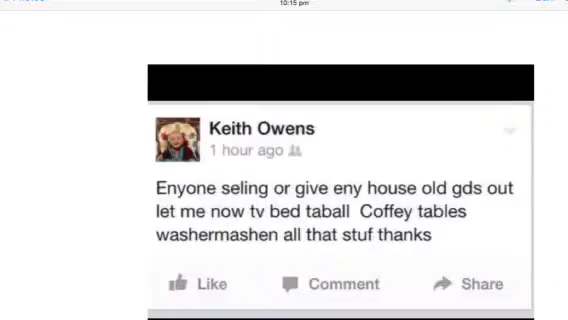 10:15 pm
Keith Owens
1 hour ago
Enyone seling or give eny house old gds out
let me now tv bed taball Coffey tables
washermashen all that stuf thanks
Like Comment Share